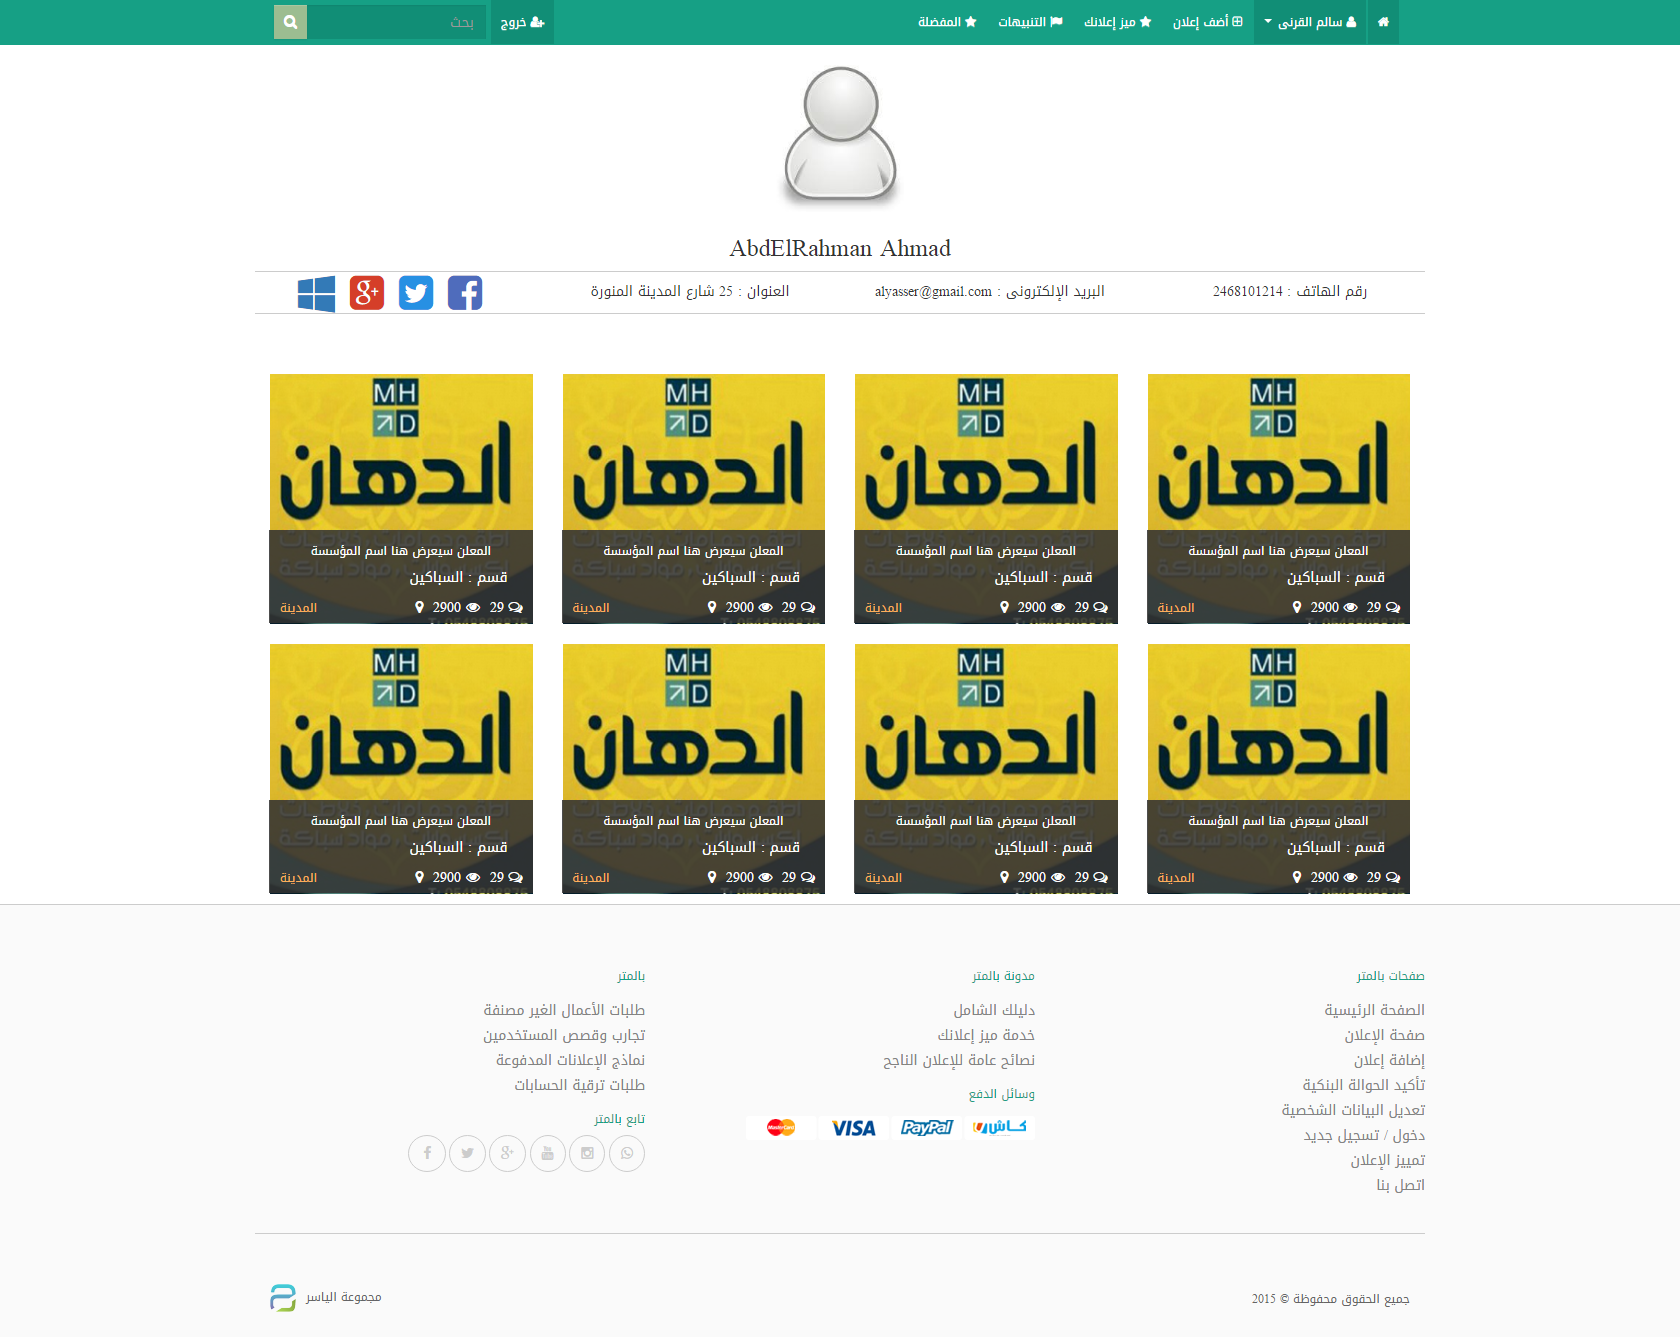 سالم القرنى
أضف إعلان
ميز إعلانك
التنبيهات
المفضلة
خروج
بحث
AbdElRahman Ahmad
رقم الهاتف : 2468101214
البريد الإلكترونى : alyasser@gmail.com
العنوان : 25 شارع المدينة المنورة
MH
D
الدهان
المعلن سيعرض هنا اسم المؤسسة
قسم : السباكين
29 2900 المدينة
MH
D
الدهان
المعلن سيعرض هنا اسم المؤسسة
قسم : السباكين
29 2900 المدينة
MH
D
الدهان
المعلن سيعرض هنا اسم المؤسسة
قسم : السباكين
29 2900 المدينة
MH
D
الدهان
المعلن سيعرض هنا اسم المؤسسة
قسم : السباكين
29 2900 المدينة
MH
D
الدهان
المعلن سيعرض هنا اسم المؤسسة
قسم : السباكين
29 2900 المدينة
MH
D
الدهان
المعلن سيعرض هنا اسم المؤسسة
قسم : السباكين
29 2900 المدينة
MH
D
الدهان
المعلن سيعرض هنا اسم المؤسسة
قسم : السباكين
29 2900 المدينة
MH
D
الدهان
المعلن سيعرض هنا اسم المؤسسة
قسم : السباكين
29 2900 المدينة
صفحات بالمتر
الصفحة الرئيسية
صفحة الإعلان
إضافة إعلان
تأكيد الحوالة البنكية
تعديل البيانات الشخصية
دخول / تسجيل جديد
تمييز الإعلان
اتصل بنا
مدونة بالمتر
دليلك الشامل
خدمة ميز إعلانك
نصائح عامة للإعلان الناجح
وسائل الدفع
كاش يو
PayPal
VISA
MasterCard
بالمتر
طلبات الأعمال الغير مصنفة
تجارب وقصص المستخدمين
نماذج الإعلانات المدفوعة
طلبات ترقية الحسابات
تابع بالمتر
جميع الحقوق محفوظة © 2015
مجموعة الياسر